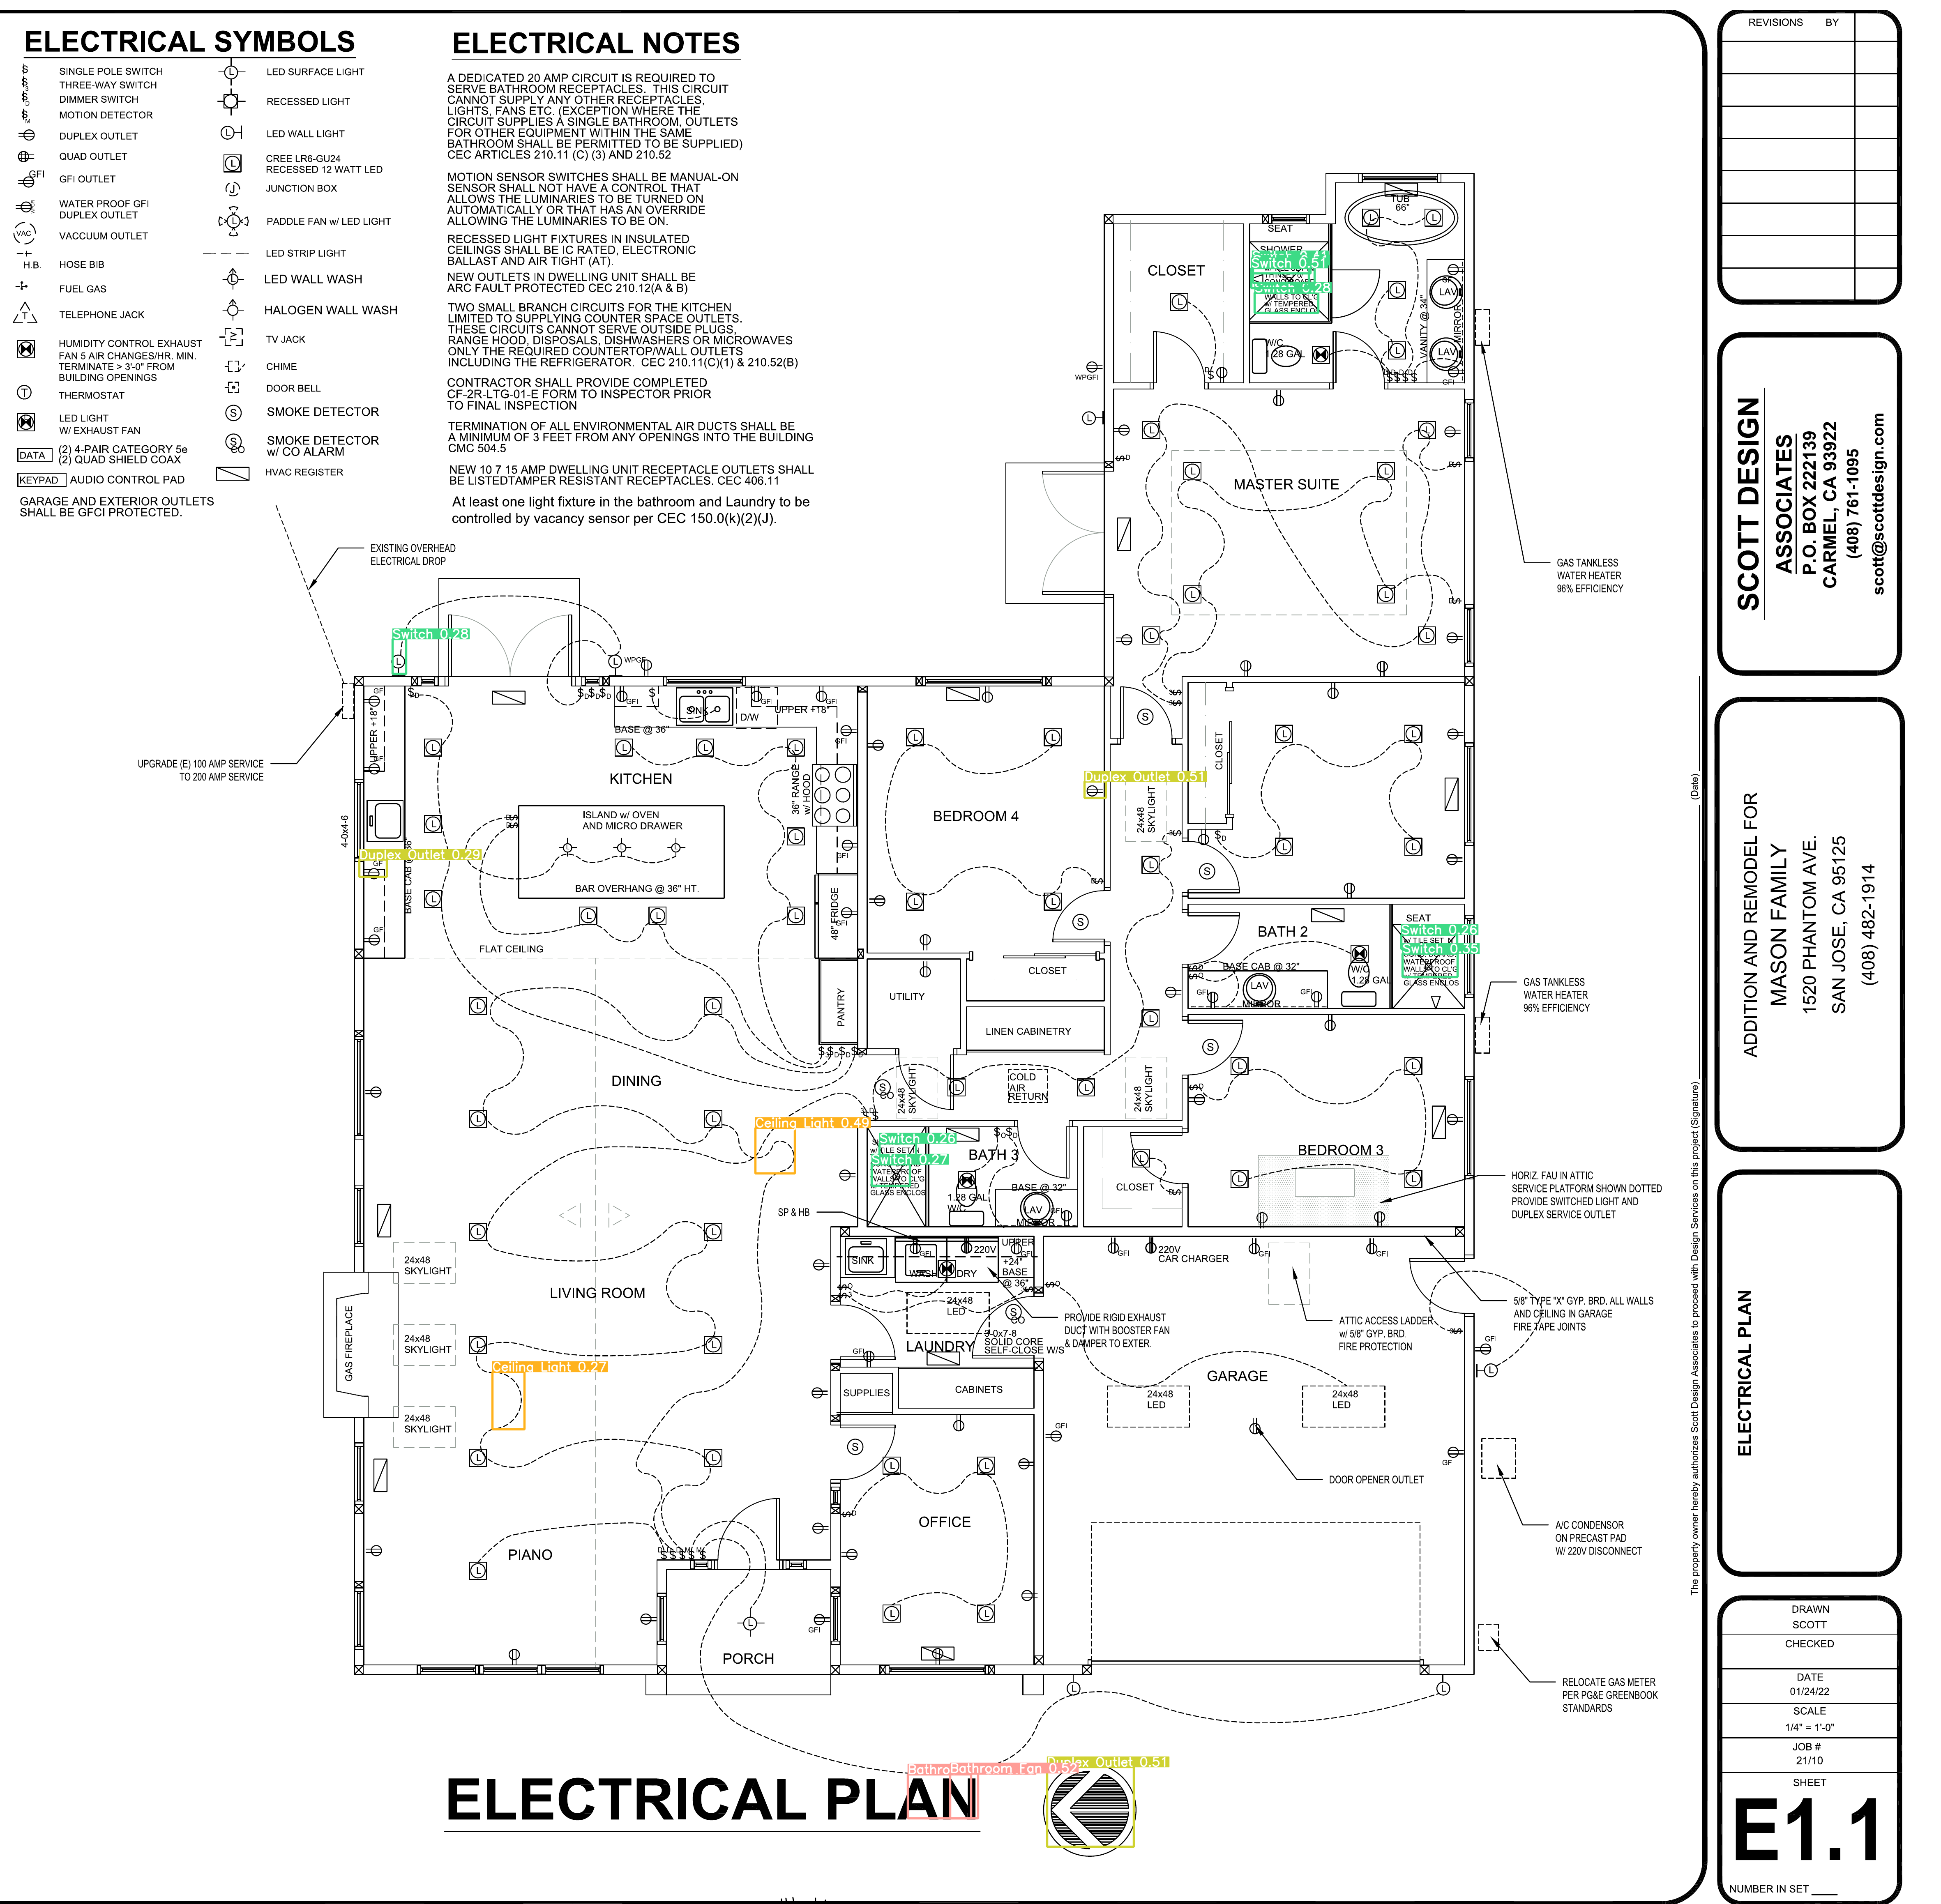 ELECTRICAL SYMBOLS
SINGLE POLE SWITCH
THREE-WAY SWITCH
DIMMER SWITCH
MOTION DETECTOR
DUPLEX OUTLET
QUAD OUTLET
GFI
GFI OUTLET
WATER PROOF GFI
DUPLEX OUTLET
VAC
VACCUUM OUTLET
H.B. HOSE BIB
FUEL GAS
T
TELEPHONE JACK
HUMIDITY CONTROL EXHAUST
FAN 5 AIR CHANGES/HR. MIN.
TERMINATE > 3'-0" FROM
BUILDING OPENINGS
T
THERMOSTAT
LED LIGHT
W/ EXHAUST FAN
DATA
(2) 4-PAIR CATEGORY 5e
(2) QUAD SHIELD COAX
KEYPAD
AUDIO CONTROL PAD
GARAGE AND EXTERIOR OUTLETS
SHALL BE GFCI PROTECTED.
LED SURFACE LIGHT
RECESSED LIGHT
LED WALL LIGHT
CREE LR6-GU24
RECESSED 12 WATT LED
JUNCTION BOX
PADDLE FAN w/ LED LIGHT
LED STRIP LIGHT
LED WALL WASH
HALOGEN WALL WASH
TV JACK
CHIME
DOOR BELL
SMOKE DETECTOR
SMOKE DETECTOR
w/ CO ALARM
HVAC REGISTER
ELECTRICAL NOTES
A DEDICATED 20 AMP CIRCUIT IS REQUIRED TO
SERVE BATHROOM RECEPTACLES. THIS CIRCUIT
CANNOT SUPPLY ANY OTHER RECEPTACLES,
LIGHTS, FANS ETC. (EXCEPTION WHERE THE
CIRCUIT SUPPLIES A SINGLE BATHROOM, OUTLETS
FOR OTHER EQUIPMENT WITHIN THE SAME
BATHROOM SHALL BE PERMITTED TO BE SUPPLIED)
CEC ARTICLES 210.11 (C) (3) AND 210.52
MOTION SENSOR SWITCHES SHALL BE MANUAL-ON
SENSOR SHALL NOT HAVE A CONTROL THAT
ALLOWS THE LUMINARIES TO BE TURNED ON
AUTOMATICALLY OR THAT HAS AN OVERRIDE
ALLOWING THE LUMINARIES TO BE ON.
RECESSED LIGHT FIXTURES IN INSULATED
CEILINGS SHALL BE IC RATED, ELECTRONIC
BALLAST AND AIR TIGHT (AT).
NEW OUTLETS IN DWELLING UNIT SHALL BE
ARC FAULT PROTECTED CEC 210.12(A & B)
TWO SMALL BRANCH CIRCUITS FOR THE KITCHEN
LIMITED TO SUPPLYING COUNTER SPACE OUTLETS.
THESE CIRCUITS CANNOT SERVE OUTSIDE PLUGS,
RANGE HOOD, DISPOSALS, DISHWASHERS OR MICROWAVES
ONLY THE REQUIRED COUNTERTOP/WALL OUTLETS
INCLUDING THE REFRIGERATOR. CEC 210.11(C)(1) & 210.52(B)
CONTRACTOR SHALL PROVIDE COMPLETED
CF-2R-LTG-01-E FORM TO INSPECTOR PRIOR
TO FINAL INSPECTION
TERMINATION OF ALL ENVIRONMENTAL AIR DUCTS SHALL BE
A MINIMUM OF 3 FEET FROM ANY OPENINGS INTO THE BUILDING
CMC 504.5
NEW 10 7 15 AMP DWELLING UNIT RECEPTACLE OUTLETS SHALL
BE LISTEDTAMPER RESISTANT RECEPTACLES. CEC 406.11
At least one light fixture in the bathroom and Laundry to be
controlled by vacancy sensor per CEC 150.0(k)(2)(J).
EXISTING OVERHEAD
ELECTRICAL DROP
UPGRADE (E) 100 AMP SERVICE
TO 200 AMP SERVICE
TUB
66"
SEAT
SHOWER
CLOSET
Switch 0.51
Switch 0.28
WALLS TO CL'G
w/ TEMPERED
GLASS ENCLOS
W/C
1.28 GAL
VANITY @ 34"
MIRROR
LAV
LAV
WPGFI
MASTER SUITE
GAS TANKLESS
WATER HEATER
96% EFFICIENCY
Switch 0.28
WPGFI
UPPER +18"
SINK
D/W
UPPER +18"
BASE @ 36"
KITCHEN
36" RANGE
w/ HOOD
4-0x4-6
Duplex Outlet 0.29
BASE CAB @ 36"
ISLAND w/ OVEN
AND MICRO DRAWER
BAR OVERHANG @ 36" HT.
48" FRIDGE
FLAT CEILING
PANTRY
BEDROOM 4
Duplex Outlet 0.51
24x48
SKYLIGHT
CLOSET
CLOSET
UTILITY
LINEN CABINETRY
BATH 2
SEAT
Switch 0.26
w/ TILE SET IN
Switch 0.35
WATERPROOF
WALLS TO CL'G
w/ TEMPERED
GLASS ENCLOS
BASE CAB @ 32"
LAV
MIRROR
W/C
1.28 GAL
GAS TANKLESS
WATER HEATER
96% EFFICIENCY
DINING
24x48
SKYLIGHT
COLD
AIR
RETURN
24x48
SKYLIGHT
Ceiling Light 0.49
Switch 0.26
w/ TILE SET IN
Switch 0.27
WATERPROOF
WALLS TO CL'G
w/ TEMPERED
GLASS ENCLOS
BATH 3
1.28 GAL
W/C
BASE @ 32"
LAV
MIRROR
CLOSET
BEDROOM 3
HORIZ. FAU IN ATTIC
SERVICE PLATFORM SHOWN DOTTED
PROVIDE SWITCHED LIGHT AND
DUPLEX SERVICE OUTLET
SP & HB
SINK
WASH
DRY
220V
UPPER
+24"
BASE
@ 36"
GFI
220V
CAR CHARGER
GFI
GFI
24x48
SKYLIGHT
LIVING ROOM
24x48
SKYLIGHT
24x48
SKYLIGHT
GAS FIREPLACE
Ceiling Light 0.27
24x48
LED
3-0x7-8
SOLID CORE
SELF-CLOSE W/S
LAUNDRY
PROVIDE RIGID EXHAUST
DUCT WITH BOOSTER FAN
& DAMPER TO EXTER.
ATTIC ACCESS LADDER
w/ 5/8" GYP. BRD.
FIRE PROTECTION
5/8" TYPE "X" GYP. BRD. ALL WALLS
AND CEILING IN GARAGE
FIRE TAPE JOINTS
SUPPLIES
CABINETS
GARAGE
24x48
LED
24x48
LED
DOOR OPENER OUTLET
OFFICE
PIANO
PORCH
A/C CONDENSOR
ON PRECAST PAD
W/ 220V DISCONNECT
RELOCATE GAS METER
PER PG&E GREENBOOK
STANDARDS
ELECTRICAL PLAN
Bathro
Bathroom Fan 0.52
Duplex Outlet 0.51
The property owner hereby authorizes Scott Design Associates to proceed with Design Services on this project (Signature) (Date)
REVISIONS BY
SCOTT DESIGN
ASSOCIATES
P.O. BOX 222139
CARMEL, CA 93922
(408) 761-1095
scott@scottdesign.com
ADDITION AND REMODEL FOR
MASON FAMILY
1520 PHANTOM AVE.
SAN JOSE, CA 95125
(408) 482-1914
ELECTRICAL PLAN
DRAWN
SCOTT
CHECKED
DATE
01/24/22
SCALE
1/4" = 1'-0"
JOB #
21/10
SHEET
E1.1
NUMBER IN SET